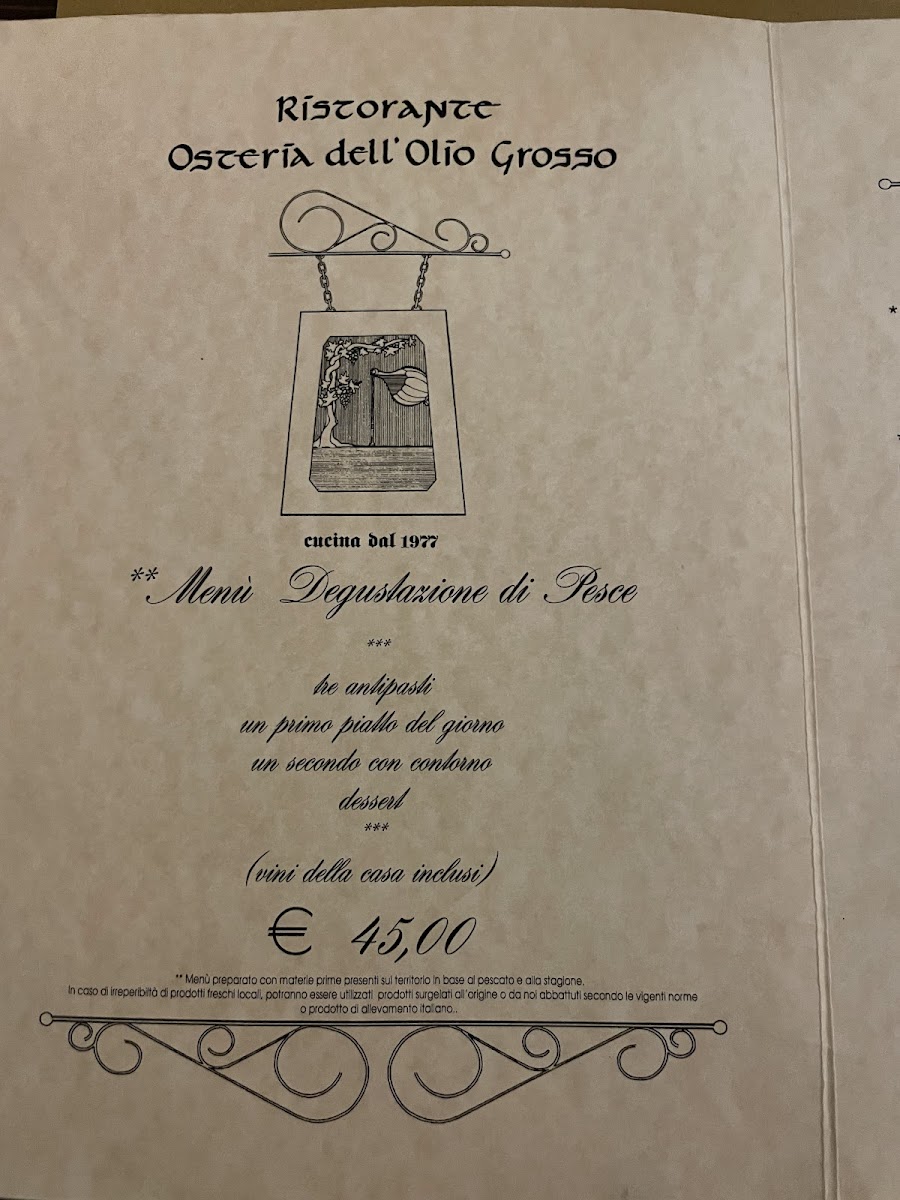 Ristorante
Osteria dell'Olio Grosso
cucina dal 1977
** Menù Degustazione di Pesce
***
tre antipasti
un primo piatto del giorno
un secondo con contorno
dessert
***
(vini della casa inclusi)
€ 45,00
** Menù preparato con materie prime presenti sul territorio in base al pescato e alla stagione.
In caso di irreperibiltà di prodotti freschi locali, potranno essere utilizzati prodotti surgelati all'origine o da noi abbattuti secondo le vigenti norme
o prodotto di allevamento italiano..
*
*